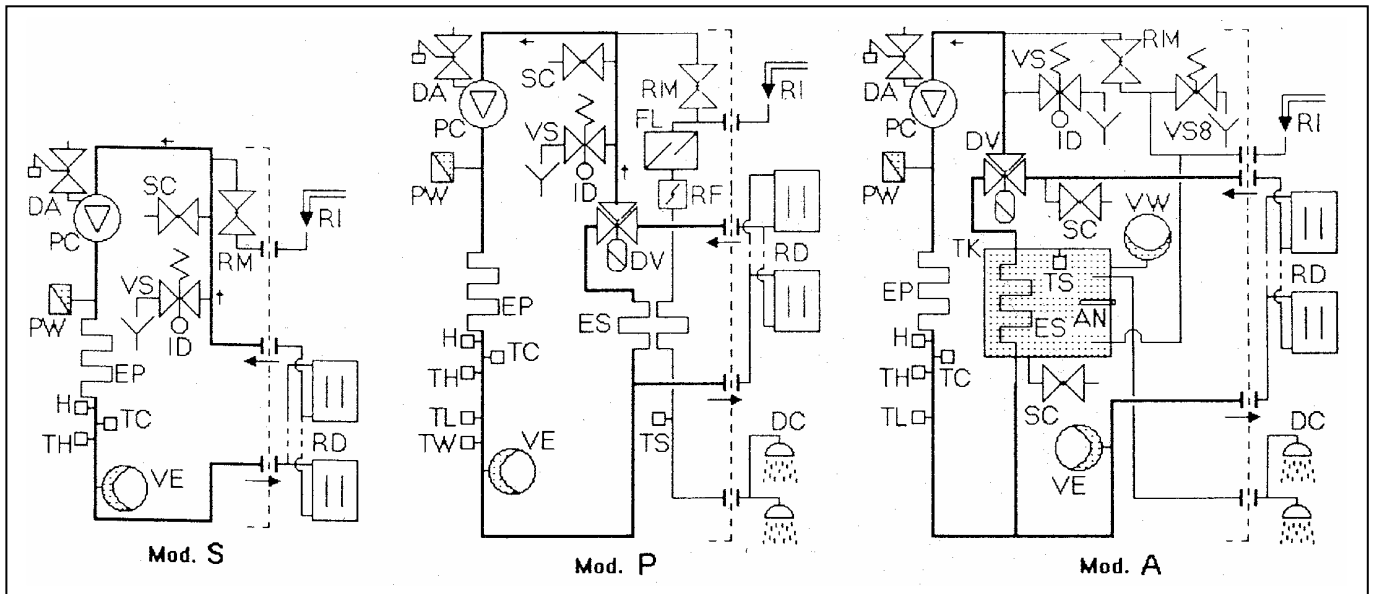 DA
PC
SC
VS
ID
RM
RI
PW
EP
H
TC
TH
VE
RD
Mod. S
DA
PC
SC
RM
RI
FL
VS
ID
PW
RF
DV
RD
EP
ES
H
TC
TH
TL
TW
VE
TS
DC
Mod. P
DA
PC
VS
RM
ID
VS8
RI
DV
PW
SC
VW
TK
TS
RD
EP
ES
AN
H
TC
TH
TL
SC
VE
DC
Mod. A